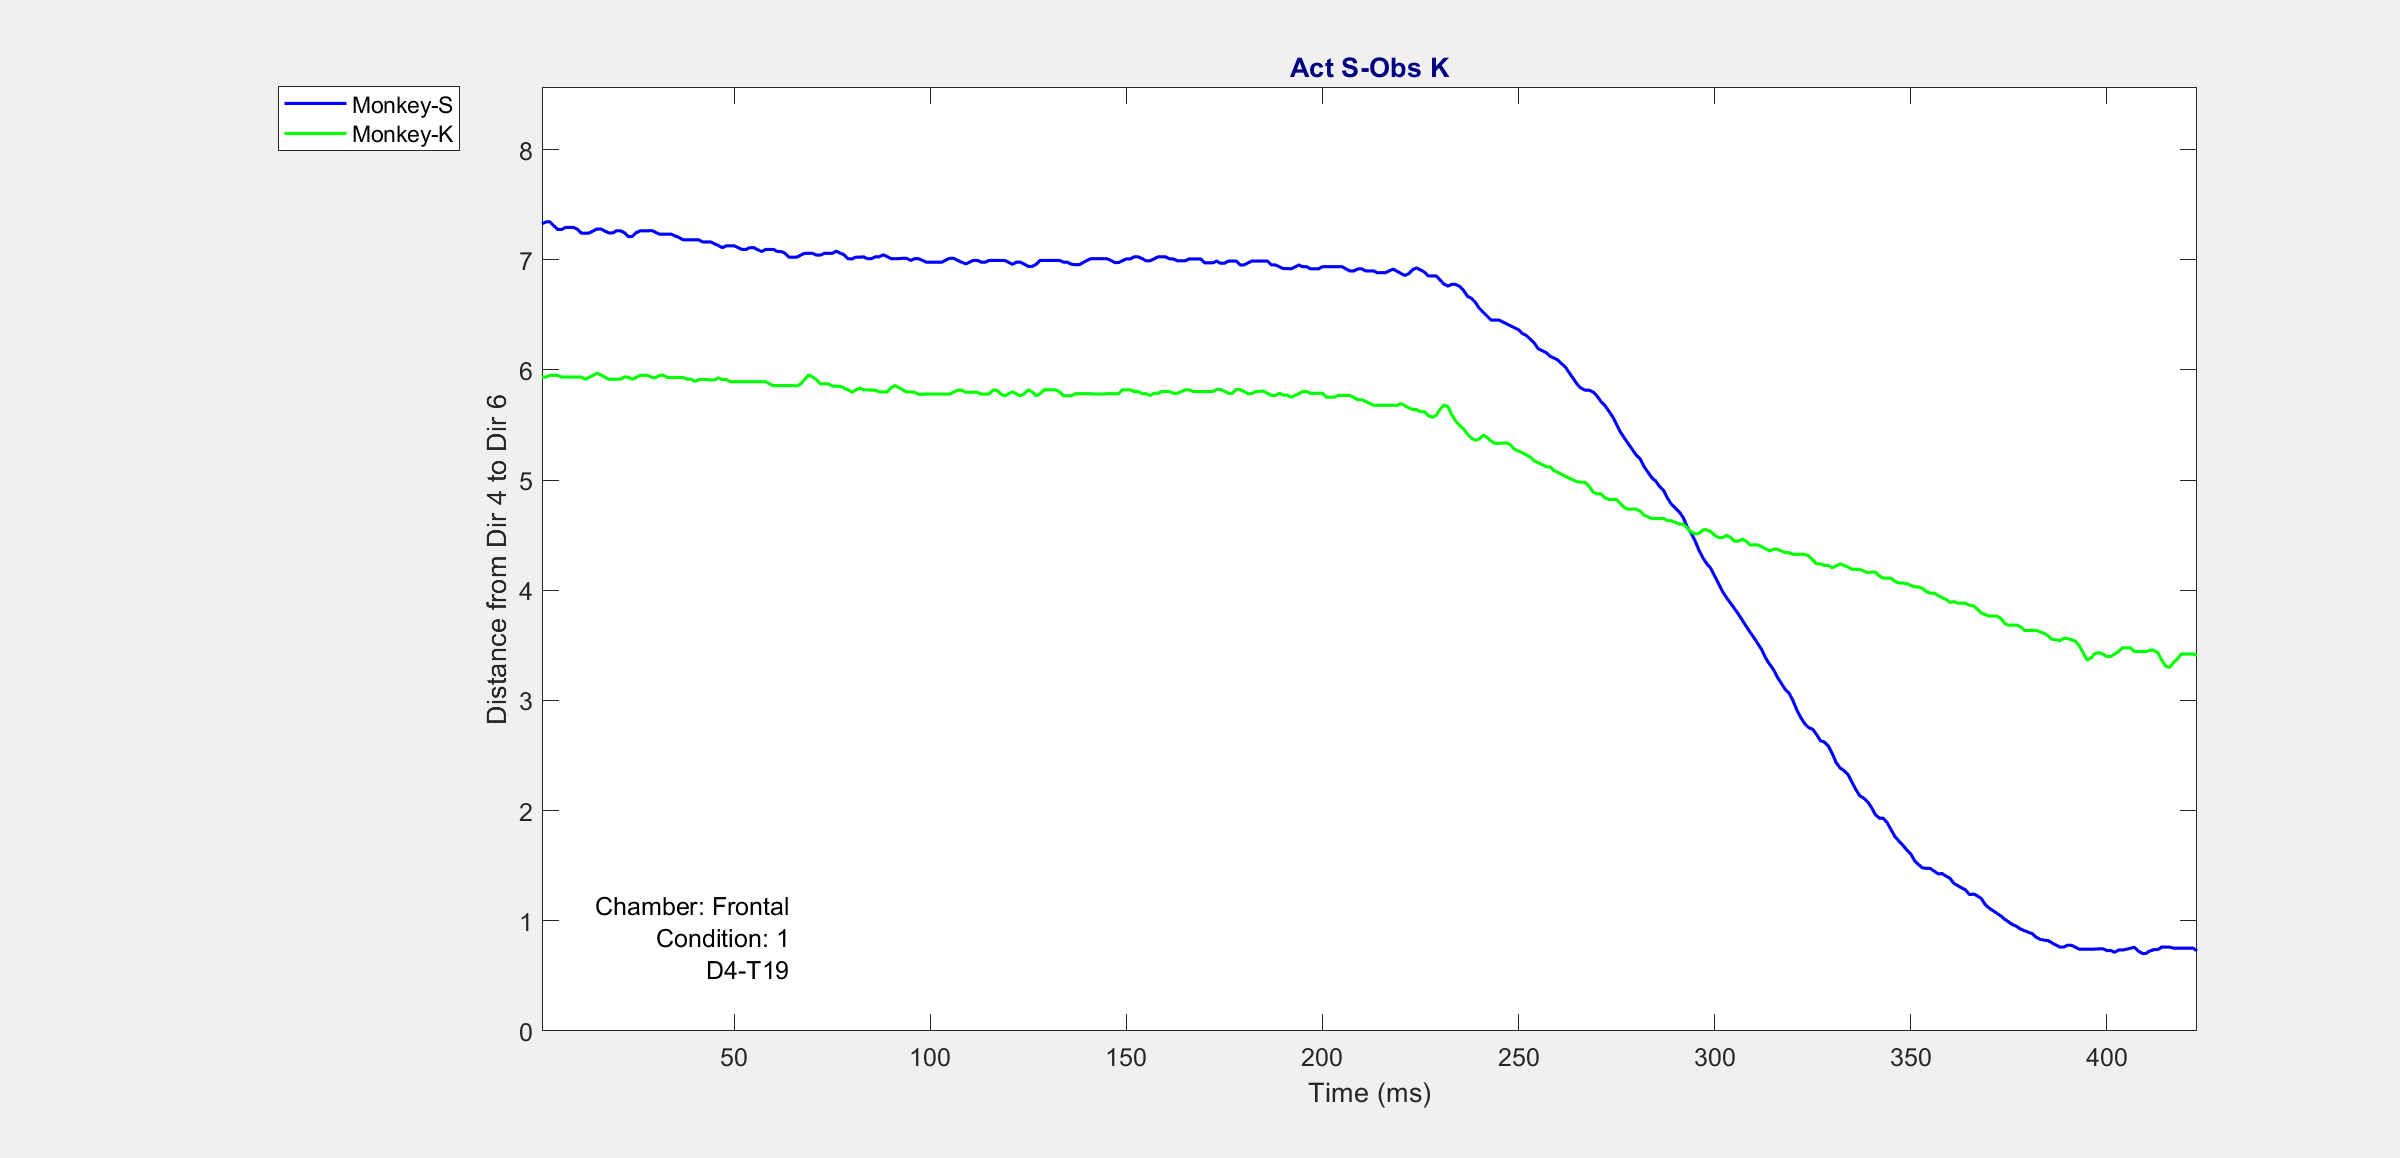 Act S-Obs K
Monkey-S
Monkey-K
8
7
6
5
4
3
2
1
0
Distance from Dir 4 to Dir 6
Chamber: Frontal
Condition: 1
D4-T19
50 100 150 200 250 300 350 400
Time (ms)